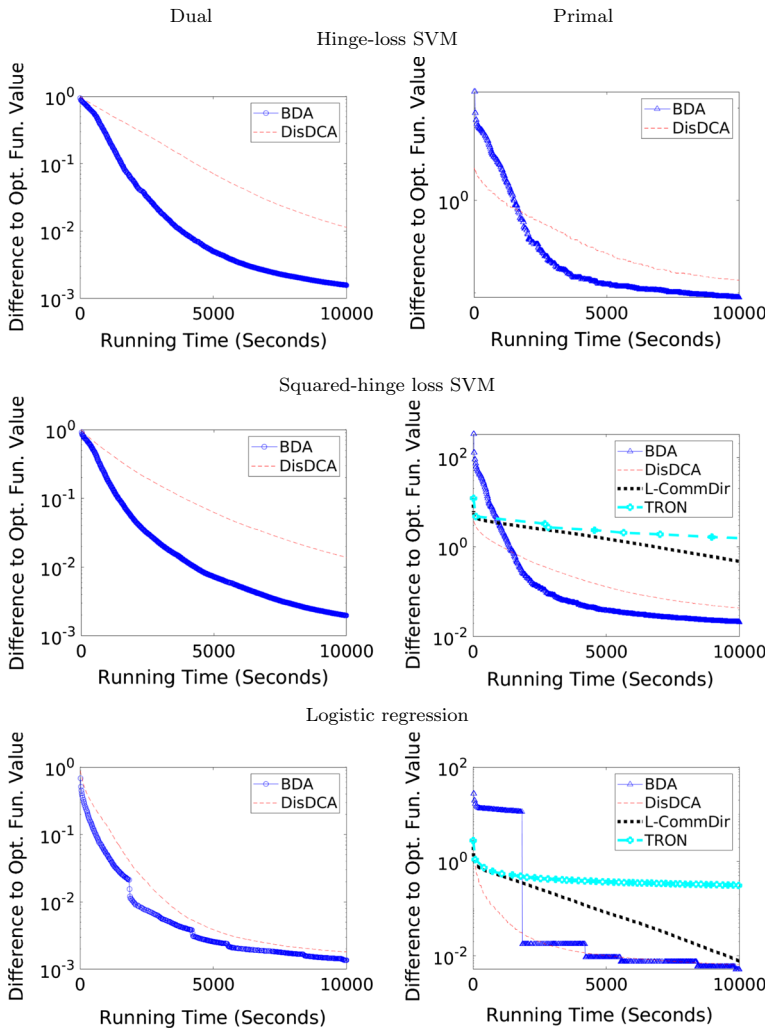 Dual
Primal
Hinge-loss SVM
Difference to Opt. Fun. Value
10^0
10^-1
10^-2
10^-3
BDA
DisDCA
0
5000
10000
Running Time (Seconds)
Difference to Opt. Fun. Value
10^0
BDA
DisDCA
0
5000
10000
Running Time (Seconds)
Squared-hinge loss SVM
Difference to Opt. Fun. Value
10^0
10^-1
10^-2
10^-3
BDA
DisDCA
0
5000
10000
Running Time (Seconds)
Difference to Opt. Fun. Value
10^2
10^0
10^-2
BDA
DisDCA
L-CommDir
TRON
0
5000
10000
Running Time (Seconds)
Logistic regression
Difference to Opt. Fun. Value
10^0
10^-1
10^-2
10^-3
BDA
DisDCA
0
5000
10000
Running Time (Seconds)
Difference to Opt. Fun. Value
10^2
10^0
10^-2
BDA
DisDCA
L-CommDir
TRON
0
5000
10000
Running Time (Seconds)